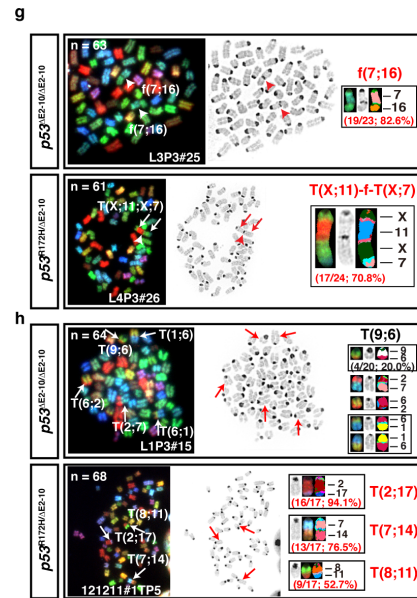 g
p53ΔE2-10/ΔE2-10
n = 63
f(7;16)
f(7;16)
L3P3#25
f(7;16)
7
16
(19/23; 82.6%)
p53R172H/ΔE2-10
n = 61
T(X;11;X;7)
L4P3#26
T(X;11)-f-T(X;7)
X
11
X
7
(17/24; 70.8%)
h
p53ΔE2-10/ΔE2-10
n = 64
T(1;6)
T(9;6)
T(6;2)
T(2;7)
T(6;1)
L1P3#15
T(9;6)
9
6
(4/20; 20.0%)
2
7
6
2
6
1
1
6
p53R172H/ΔE2-10
n = 68
T(8;11)
T(2;17)
T(7;14)
121211#11TP5
2
17
(16/17; 94.1%)
T(2;17)
7
14
(13/17; 76.5%)
T(7;14)
8
11
(9/17; 52.7%)
T(8;11)